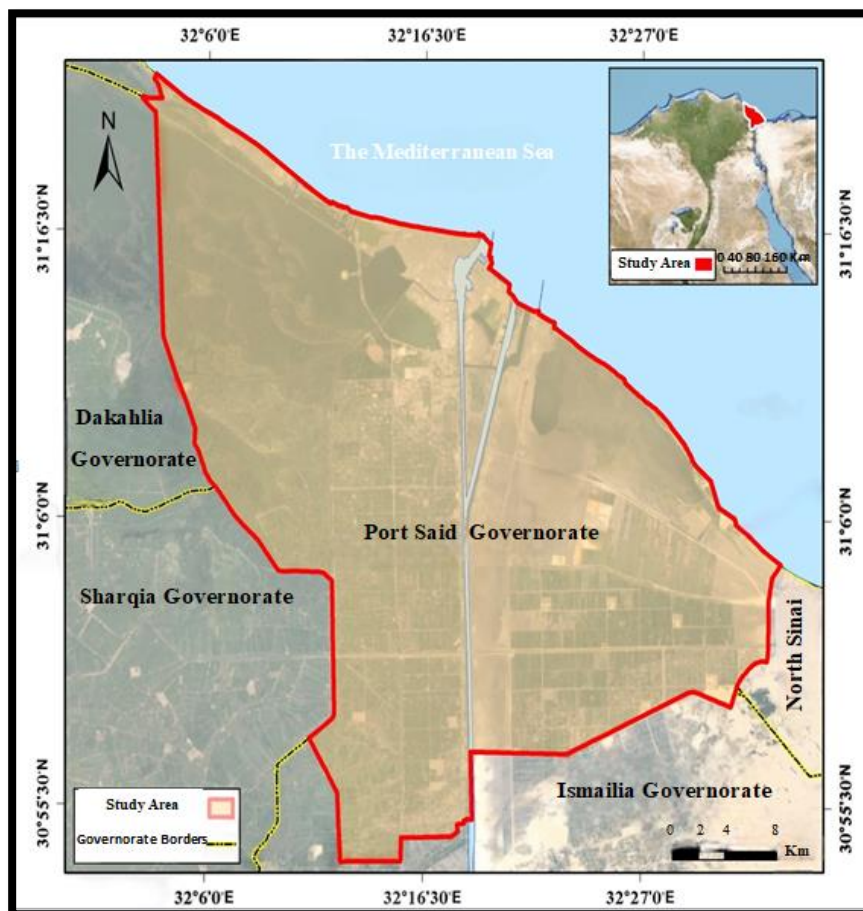 32°6'0"E 32°16'30"E 32°27'0"E
N
The Mediterranean Sea
Study Area
0 40 80 160 Km
31°16'30"N
31°16'30"N
Dakahlia
Governorate
31°6'0"N
31°6'0"N
Port Said Governorate
Sharqia Governorate
North Sinai
Ismailia Governorate
30°55'30"N
30°55'30"N
Study Area
Governorate Borders
0 2 4 8
Km
32°6'0"E 32°16'30"E 32°27'0"E